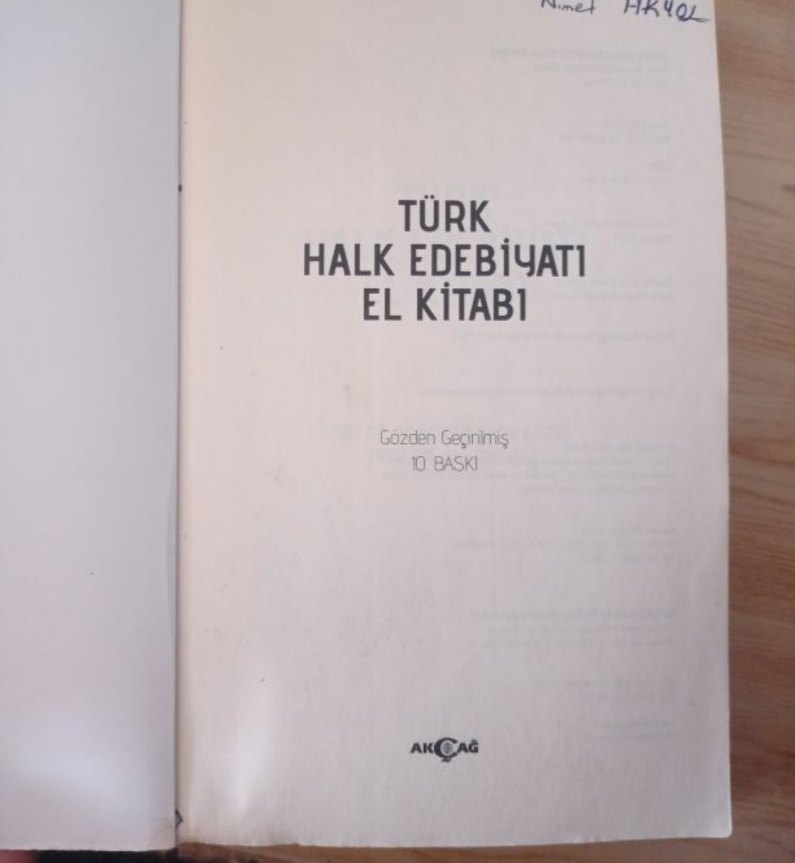 Nimet AKYOL
TÜRK
HALK EDEBİYATI
EL KİTABI
Gözden Geçirilmiş
10 BASKI
AKÇAĞ